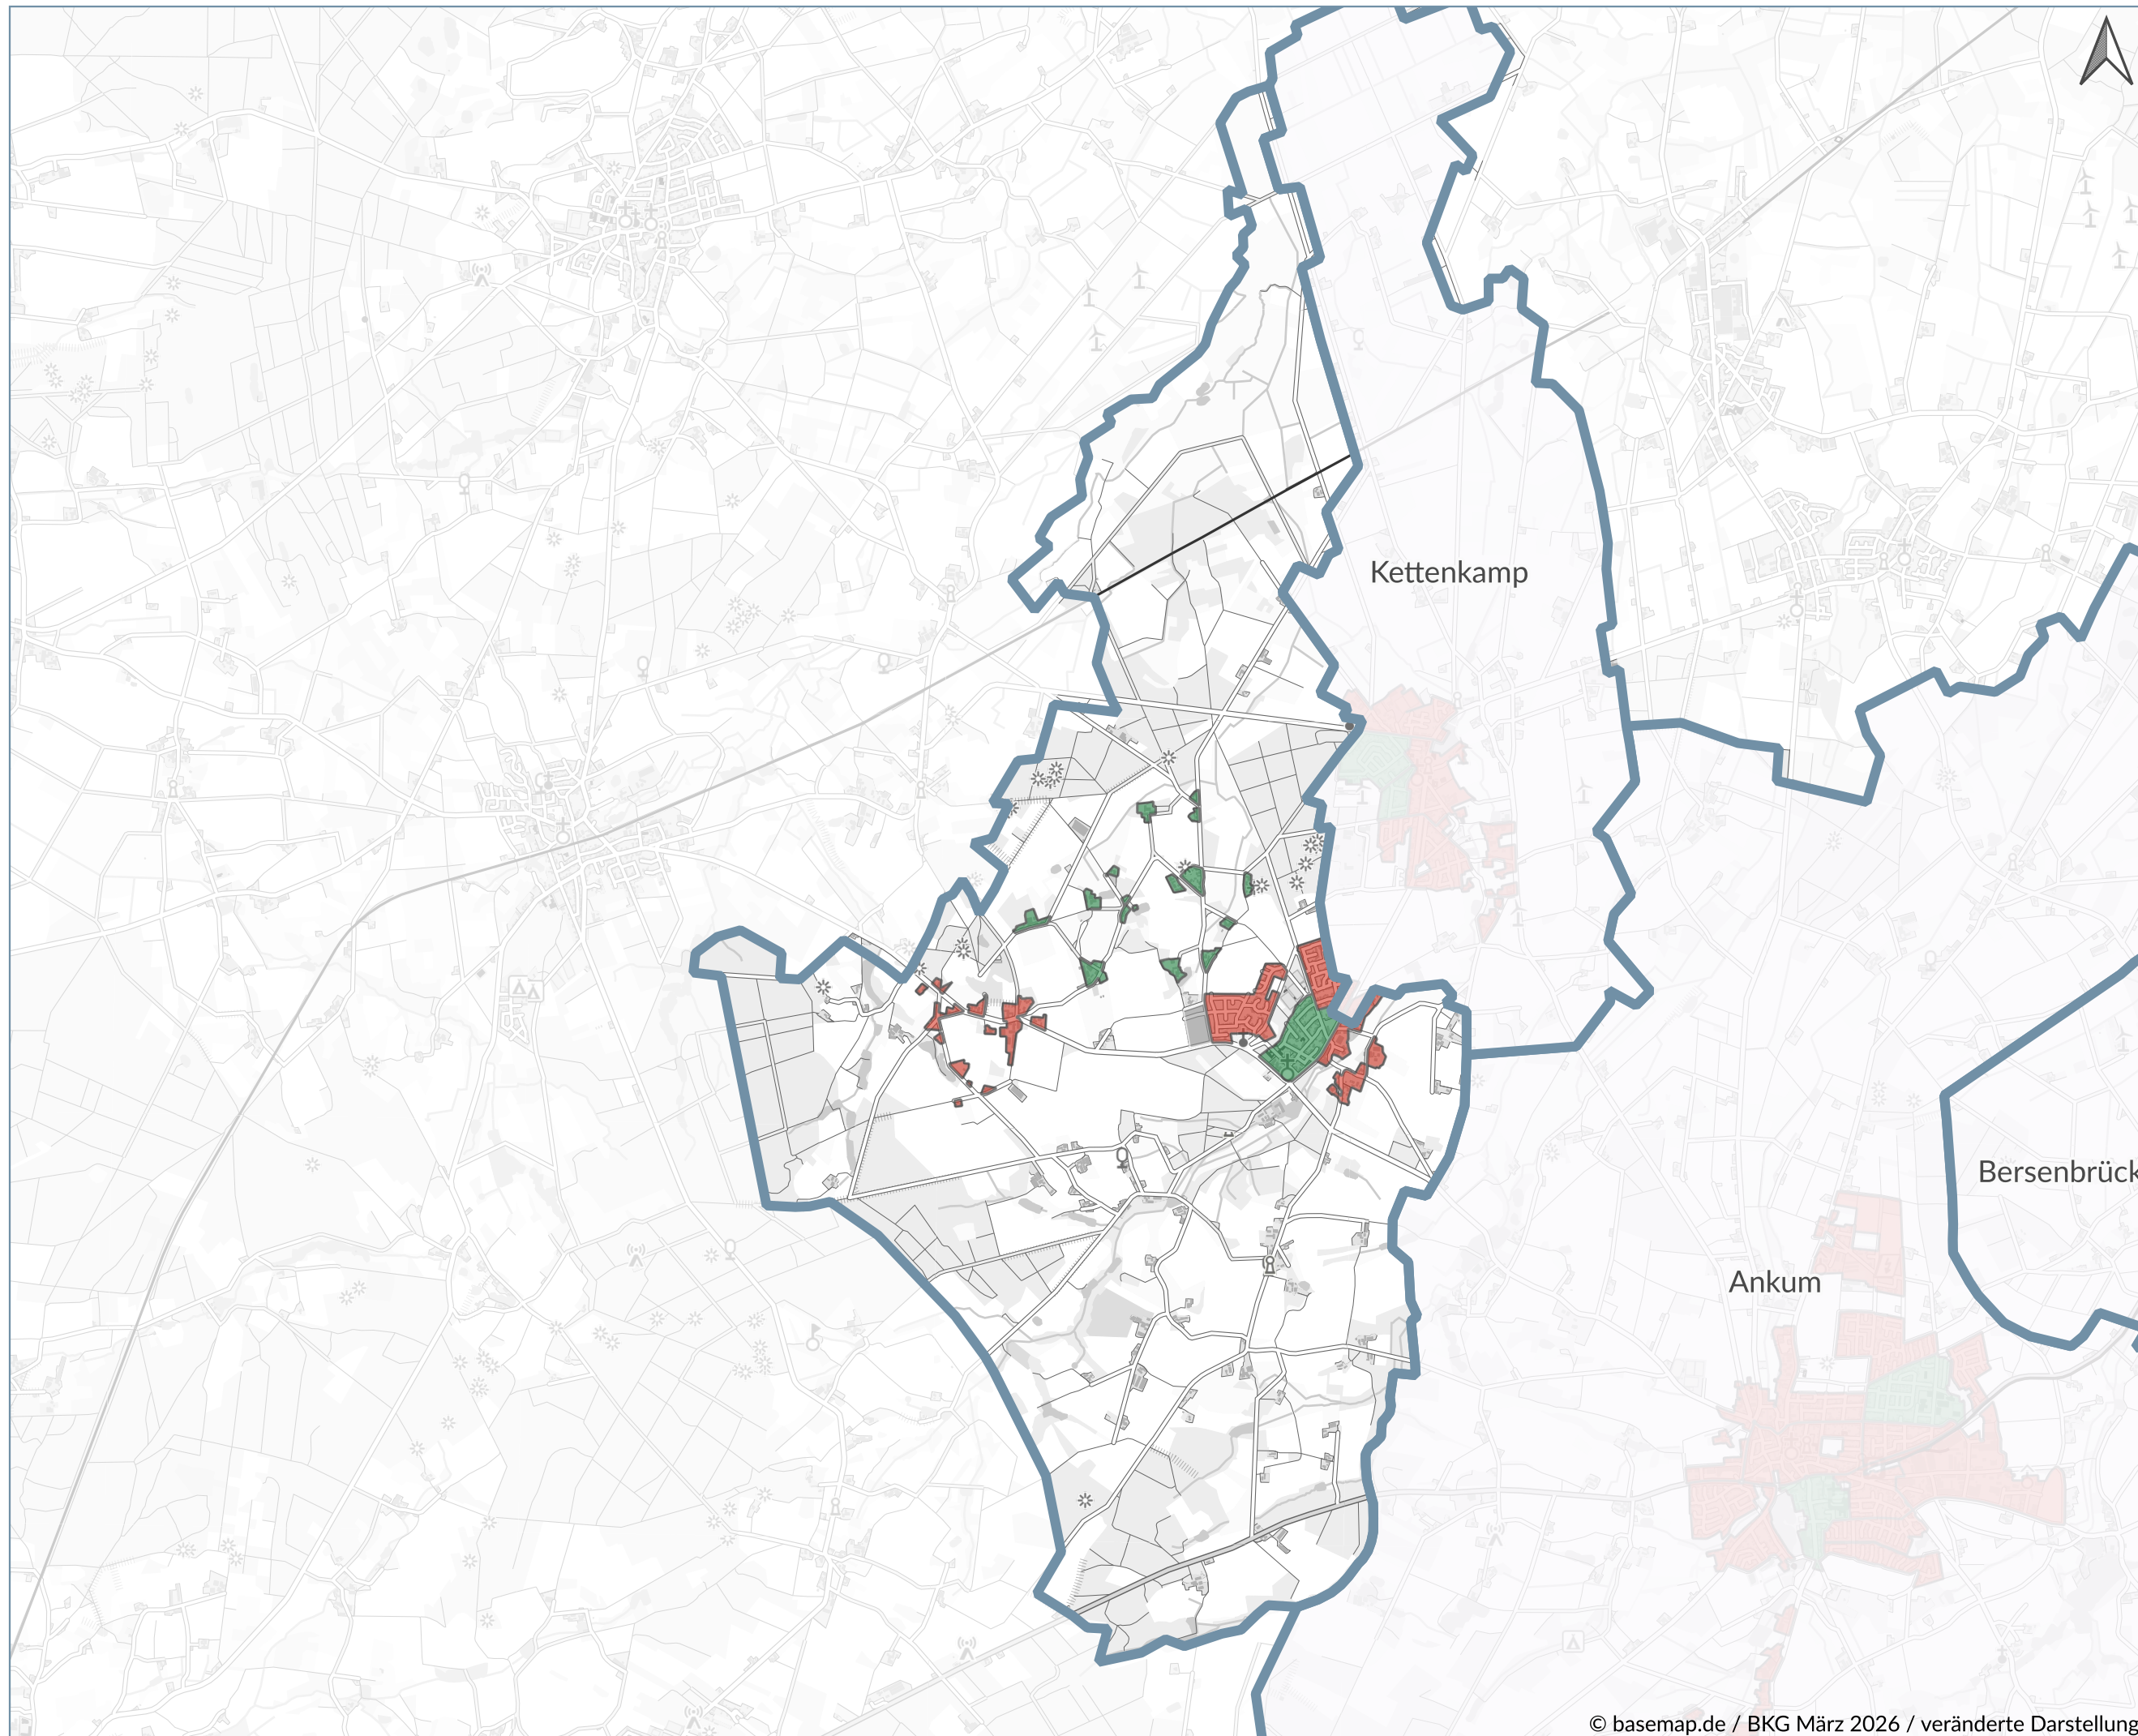 Kettenkamp
Bersenbrück
Ankum
© basemap.de / BKG März 2026 / veränderte Darstellung